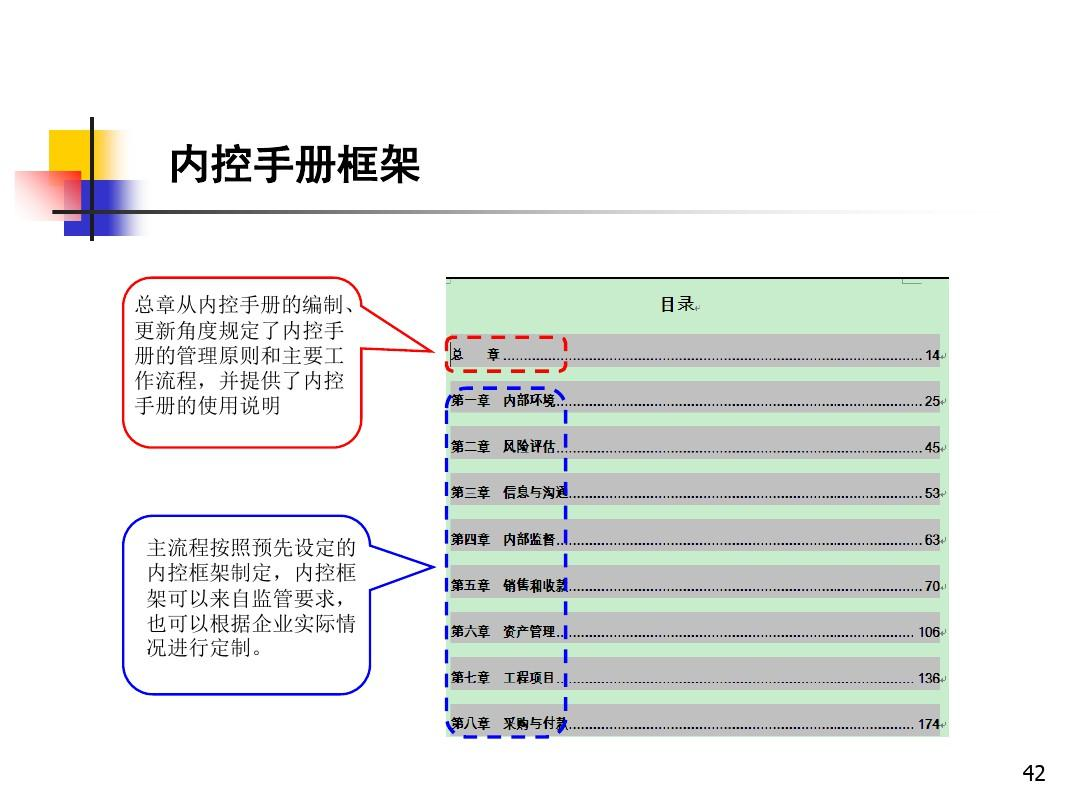 内控手册框架
总章从内控手册的编制、
更新角度规定了内控手
册的管理原则和主要工
作流程，并提供了内控
手册的使用说明
主流程按照预先设定的
内控框架制定，内控框
架可以来自监管要求，
也可以根据企业实际情
况进行定制。
目录
总 章 14
第一章 内部环境 25
第二章 风险评估 45
第三章 信息与沟通 53
第四章 内部监督 63
第五章 销售和收款 70
第六章 资产管理 106
第七章 工程项目 136
第八章 采购与付款 174
42